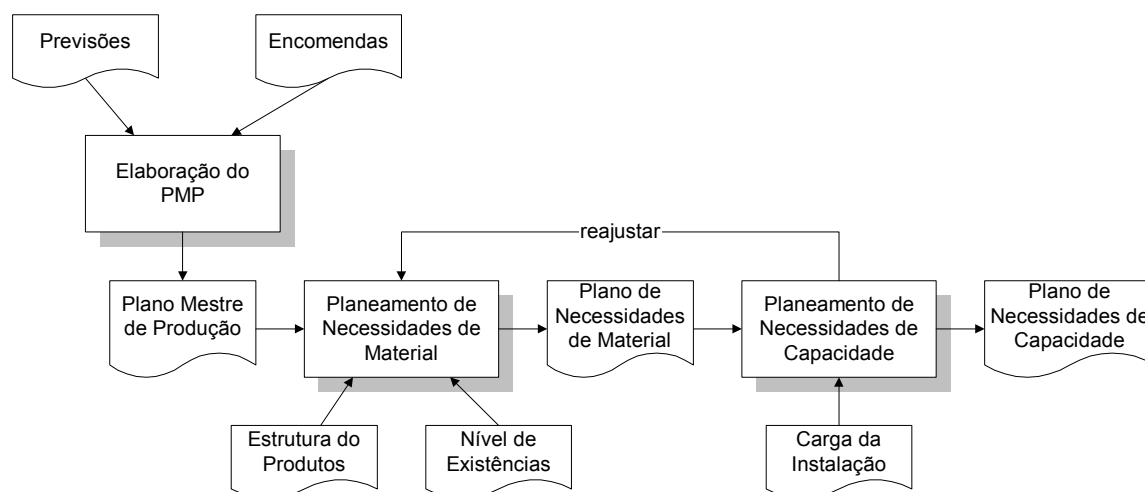 Previsões
Encomendas
Elaboração do
PMP
reajustar
Plano Mestre
de Produção
Planeamento de
Necessidades de
Material
Plano de
Necessidades
de Material
Planeamento de
Necessidades de
Capacidade
Plano de
Necessidades de
Capacidade
Estrutura do
Produtos
Nível de
Existências
Carga da
Instalação